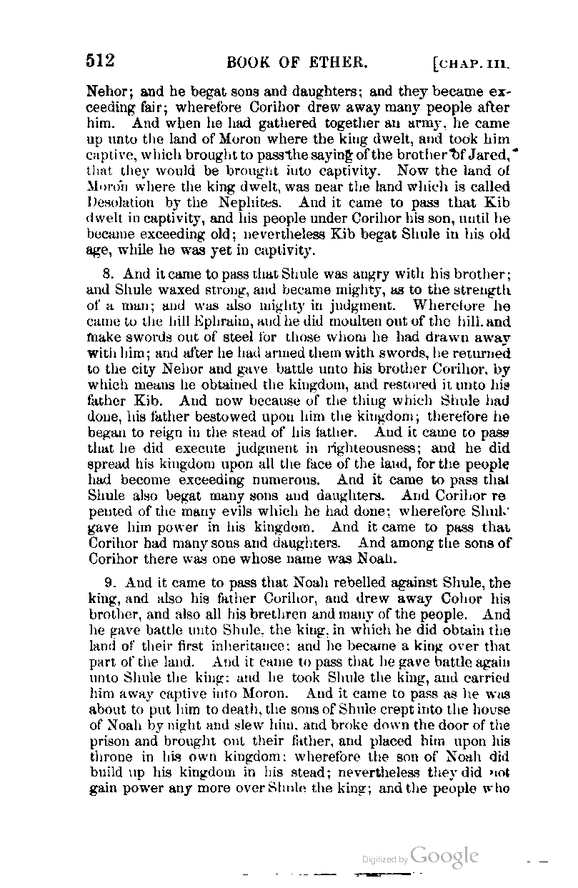 512 BOOK OF ETHER. [CHAP. III.
Nehor; and he begat sons and daughters; and they became ex-
ceeding fair; wherefore Corihor drew away many people after
him. And when he had gathered together an army, he came
up unto the land of Moron where the king dwelt, and took him
captive, which brought to pass the saying of the brother of Jared,
that they would be brought into captivity. Now the land of
Moron where the king dwelt, was near the land which is called
Desolation by the Nephites. And it came to pass that Kib
dwelt in captivity, and his people under Corihor his son, until he
became exceeding old; nevertheless Kib begat Shule in his old
age, while he was yet in captivity.
8. And it came to pass that Shule was angry with his brother;
and Shule waxed strong, and became mighty, as to the strength
of a man; and was also mighty in judgment. Wherefore he
came to the hill Ephraim, and he did moulten out of the hill, and
make swords out of steel for those whom he had drawn away
with him; and after he had armed them with swords, he returned
to the city Nehor and gave battle unto his brother Corihor, by
which means he obtained the kingdom, and restored it unto his
father Kib. And now because of the thing which Shule had
done, his father bestowed upon him the kingdom; therefore he
began to reign in the stead of his father. And it came to pass
that he did execute judgment in righteousness; and he did
spread his kingdom upon all the face of the land, for the people
had become exceeding numerous. And it came to pass that
Shule also begat many sons and daughters. And Corihor re
pented of the many evils which he had done; wherefore Shule
gave him power in his kingdom. And it came to pass that
Corihor had many sons and daughters. And among the sons of
Corihor there was one whose name was Noah.
9. And it came to pass that Noah rebelled against Shule, the
king, and also his father Corihor, and drew away Cohor his
brother, and also all his brethren and many of the people. And
he gave battle unto Shule, the king, in which he did obtain the
land of their first inheritance; and he became a king over that
part of the land. And it came to pass that he gave battle again
unto Shule the king; and he took Shule the king, and carried
him away captive into Moron. And it came to pass as he was
about to put him to death, the sons of Shule crept into the house
of Noah by night and slew him, and broke down the door of the
prison and brought out their father, and placed him upon his
throne in his own kingdom; wherefore the son of Noah did
build up his kingdom in his stead; nevertheless they did not
gain power any more over Shule the king; and the people who
Digitized by Google